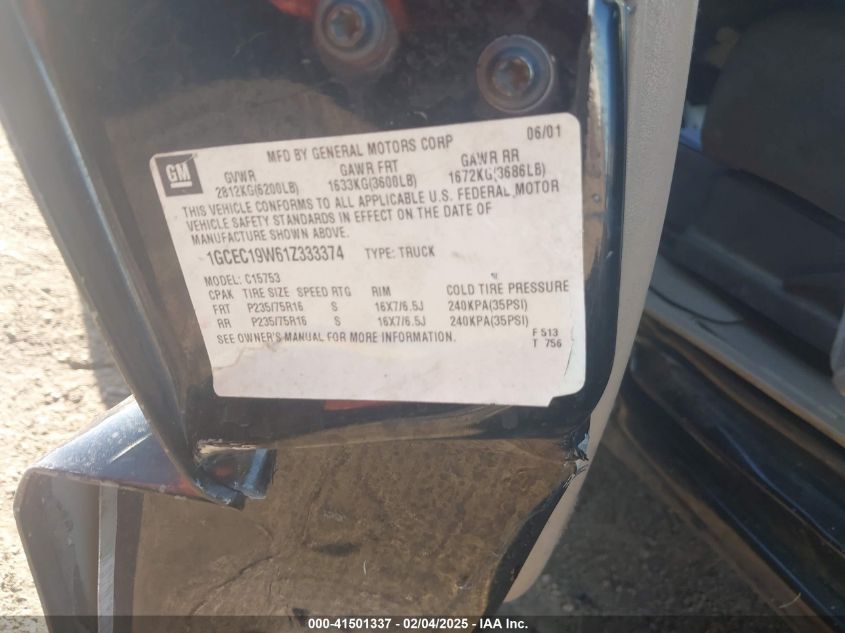 GM
MFD BY GENERAL MOTORS CORP 06/01
GVWR GAWR FRT GAWR RR
2812KG(6200LB) 1633KG(3600LB) 1672KG(3686LB)
THIS VEHICLE CONFORMS TO ALL APPLICABLE U.S. FEDERAL MOTOR
VEHICLE SAFETY STANDARDS IN EFFECT ON THE DATE OF
MANUFACTURE SHOWN ABOVE.
1GCEC19W61Z333374 TYPE: TRUCK
MODEL: C15753
CPAK TIRE SIZE SPEED RTG RIM COLD TIRE PRESSURE
FRT P235/75R16 S 16X7/6.5J 240KPA(35PSI)
RR P235/75R16 S 16X7/6.5J 240KPA(35PSI)
SEE OWNER'S MANUAL FOR MORE INFORMATION.
F 513
T 756
000-41501337 - 02/04/2025 - IAA Inc.